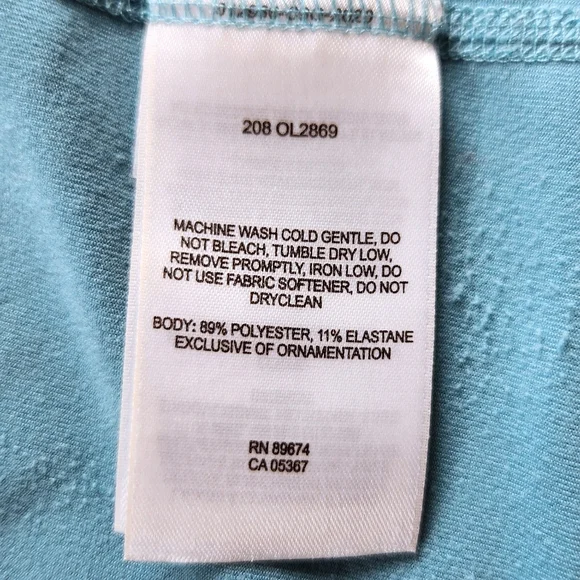 208 OL2869
MACHINE WASH COLD GENTLE, DO
NOT BLEACH, TUMBLE DRY LOW,
REMOVE PROMPTLY, IRON LOW, DO
NOT USE FABRIC SOFTENER, DO NOT
DRYCLEAN
BODY: 89% POLYESTER, 11% ELASTANE
EXCLUSIVE OF ORNAMENTATION
RN 89674
CA 05367